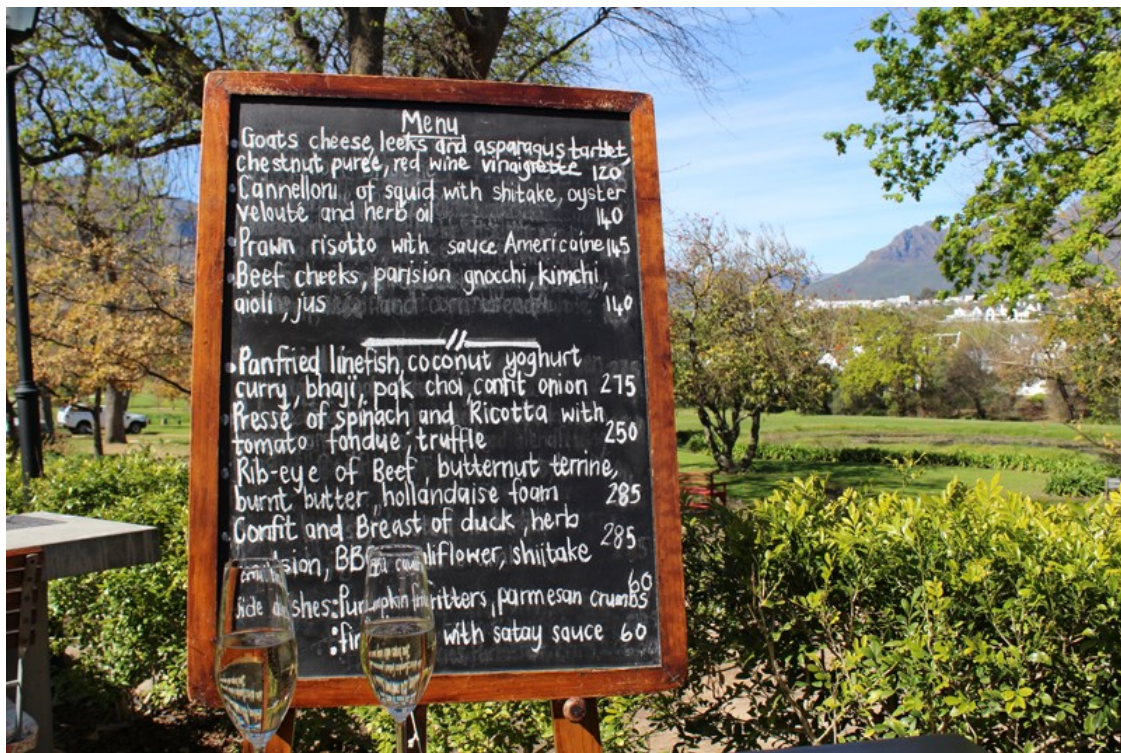 Menu
Goats cheese, leeks and asparagus tartlet,
chestnut purée, red wine vinaigrette 120
Cannelloni of squid with shitake, oyster
velouté and herb oil 140
Prawn risotto with sauce Americaine 145
Beef cheeks, parision gnocchi, kimchi,
aioli, jus 140
Panfried linefish, coconut yoghurt
curry, bhaji, pak choi, confit onion 275
Pressé of spinach and Ricotta with
tomato fondue, truffle 250
Rib-eye of Beef, butternut terrine,
burnt butter, hollandaise foam 285
Confit and Breast of duck, herb 285
BBQ cauliflower, shiitake
60
Side dishes: Pumpkin fritters, parmesan crumbs
: with satay sauce 60